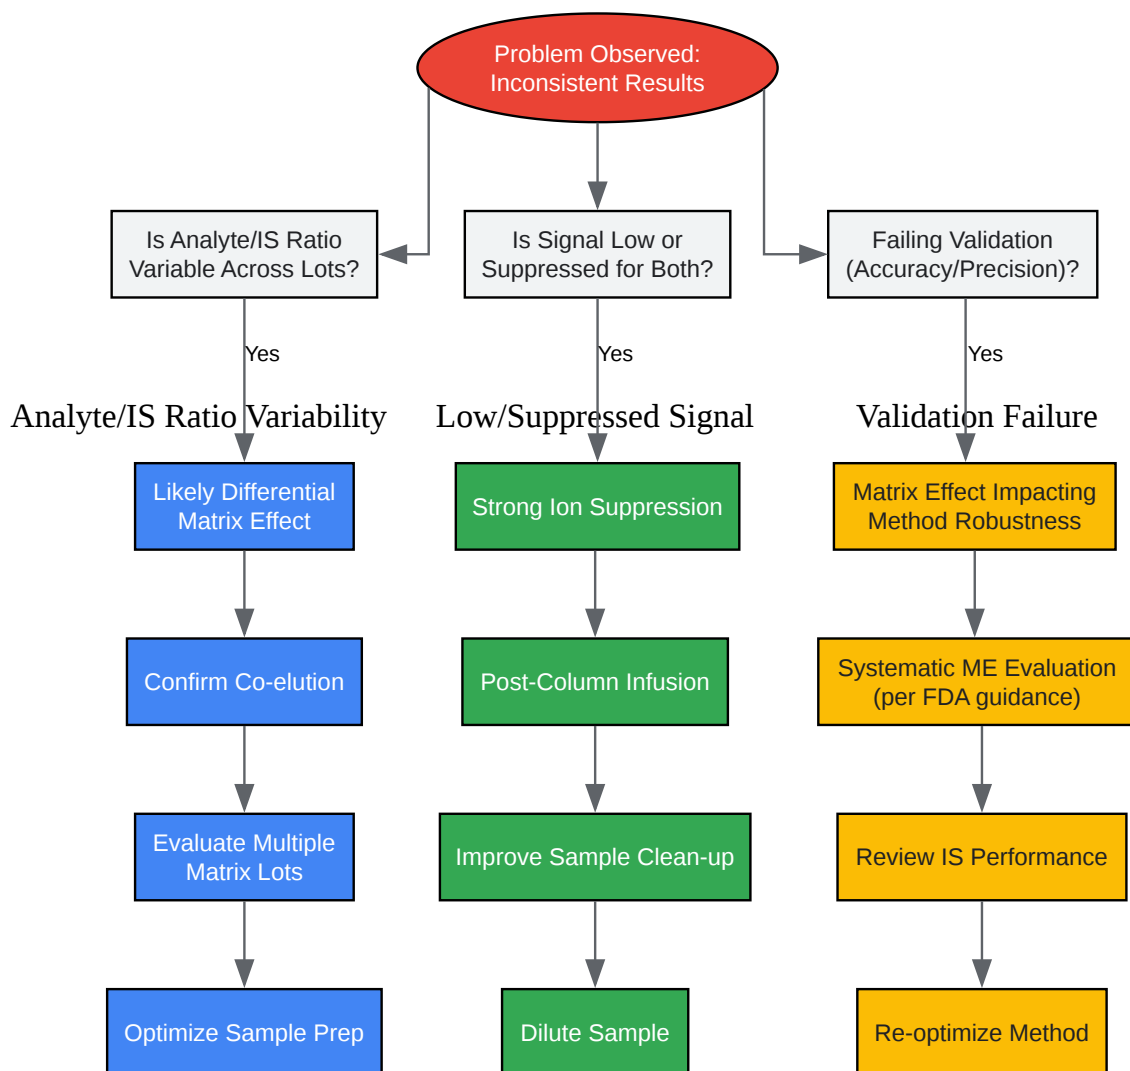 Problem Observed:
Inconsistent Results
Is Analyte/IS Ratio
Variable Across Lots?
Is Signal Low or
Suppressed for Both?
Failing Validation
(Accuracy/Precision)?
Yes
Yes
Yes
Analyte/IS Ratio Variability
Low/Suppressed Signal
Validation Failure
Likely Differential
Matrix Effect
Strong Ion Suppression
Matrix Effect Impacting
Method Robustness
Confirm Co-elution
Post-Column Infusion
Systematic ME Evaluation
(per FDA guidance)
Evaluate Multiple
Matrix Lots
Improve Sample Clean-up
Review IS Performance
Optimize Sample Prep
Dilute Sample
Re-optimize Method